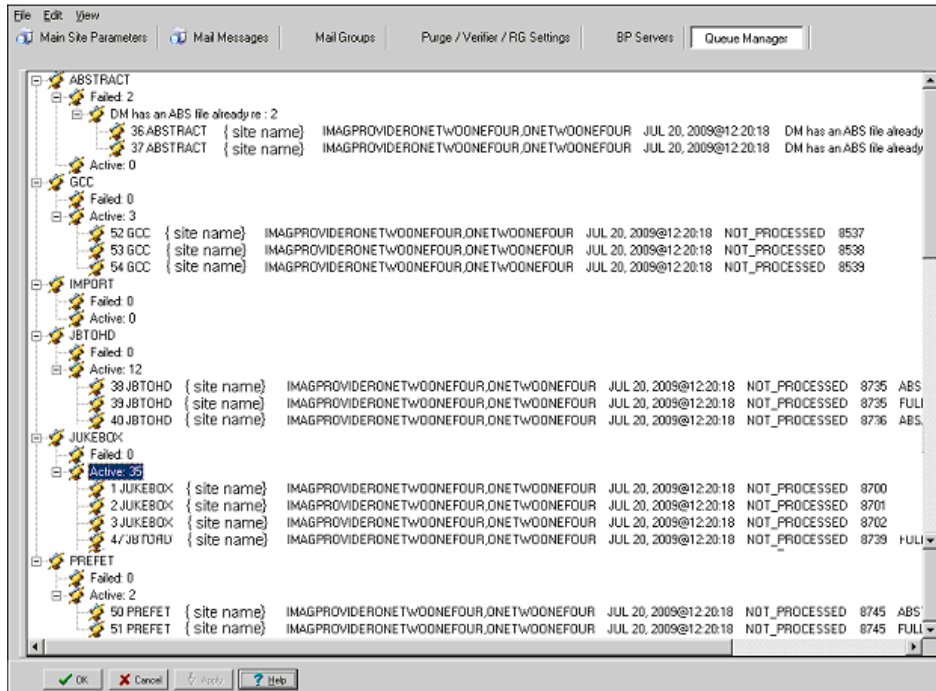 File Edit View
Main Site Parameters Mail Messages Mail Groups Purge / Verifier / RG Settings BP Servers Queue Manager
ABSTRACT
Failed: 2
DM has an ABS file already re : 2
36 ABSTRACT { site name} IMAGPROVIDERONETWOONEFOUR,ONETWOONEFOUR JUL 20, 2009@12:20:18 DM has an ABS file already
37 ABSTRACT { site name} IMAGPROVIDERONETWOONEFOUR,ONETWOONEFOUR JUL 20, 2009@12:20:18 DM has an ABS file already
Active: 0
GCC
Failed: 0
Active: 3
52 GCC { site name} IMAGPROVIDERONETWOONEFOUR,ONETWOONEFOUR JUL 20, 2009@12:20:18 NOT_PROCESSED 8537
53 GCC { site name} IMAGPROVIDERONETWOONEFOUR,ONETWOONEFOUR JUL 20, 2009@12:20:18 NOT_PROCESSED 8538
54 GCC { site name} IMAGPROVIDERONETWOONEFOUR,ONETWOONEFOUR JUL 20, 2009@12:20:18 NOT_PROCESSED 8539
IMPORT
Failed: 0
Active: 0
JBTOHD
Failed: 0
Active: 12
38 JBTOHD { site name} IMAGPROVIDERONETWOONEFOUR,ONETWOONEFOUR JUL 20, 2009@12:20:18 NOT_PROCESSED 8735 ABS
39 JBTOHD { site name} IMAGPROVIDERONETWOONEFOUR,ONETWOONEFOUR JUL 20, 2009@12:20:18 NOT_PROCESSED 8735 FULL
40 JBTOHD { site name} IMAGPROVIDERONETWOONEFOUR,ONETWOONEFOUR JUL 20, 2009@12:20:18 NOT_PROCESSED 8736 ABS
JUKEBOX
Failed: 0
Active: 35
1 JUKEBOX { site name} IMAGPROVIDERONETWOONEFOUR,ONETWOONEFOUR JUL 20, 2009@12:20:18 NOT_PROCESSED 8700
2 JUKEBOX { site name} IMAGPROVIDERONETWOONEFOUR,ONETWOONEFOUR JUL 20, 2009@12:20:18 NOT_PROCESSED 8701
3 JUKEBOX { site name} IMAGPROVIDERONETWOONEFOUR,ONETWOONEFOUR JUL 20, 2009@12:20:18 NOT_PROCESSED 8702
47 { site name} IMAGPROVIDERONETWOONEFOUR,ONETWOONEFOUR JUL 20, 2009@12:20:18 NOT_PROCESSED 8739
PREFET
Failed: 0
Active: 2
50 PREFET { site name} IMAGPROVIDERONETWOONEFOUR,ONETWOONEFOUR JUL 20, 2009@12:20:18 NOT_PROCESSED 8745 ABS
51 PREFET { site name} IMAGPROVIDERONETWOONEFOUR,ONETWOONEFOUR JUL 20, 2009@12:20:18 NOT_PROCESSED 8745 FULL
OK Cancel Apply Help